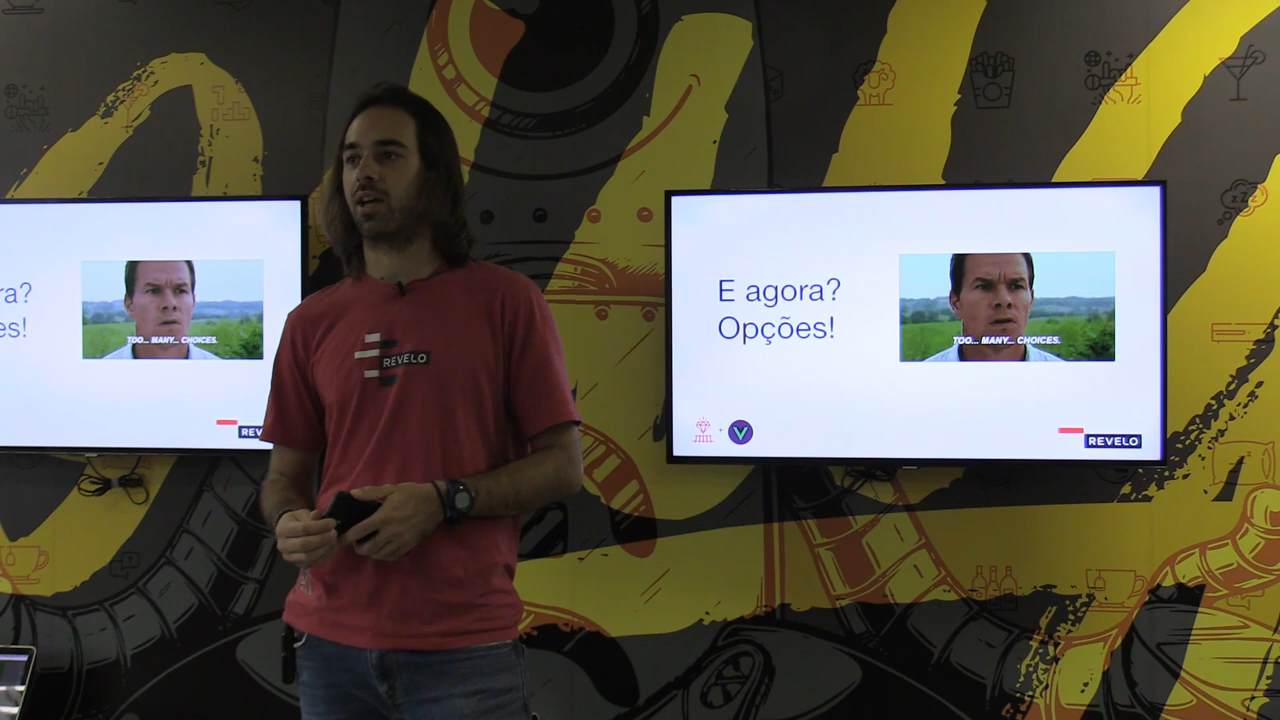 ra?
es!
TOO... MANY... CHOICES.
REVELO
REVELO
E agora?
Opções!
TOO... MANY... CHOICES.
REVELO